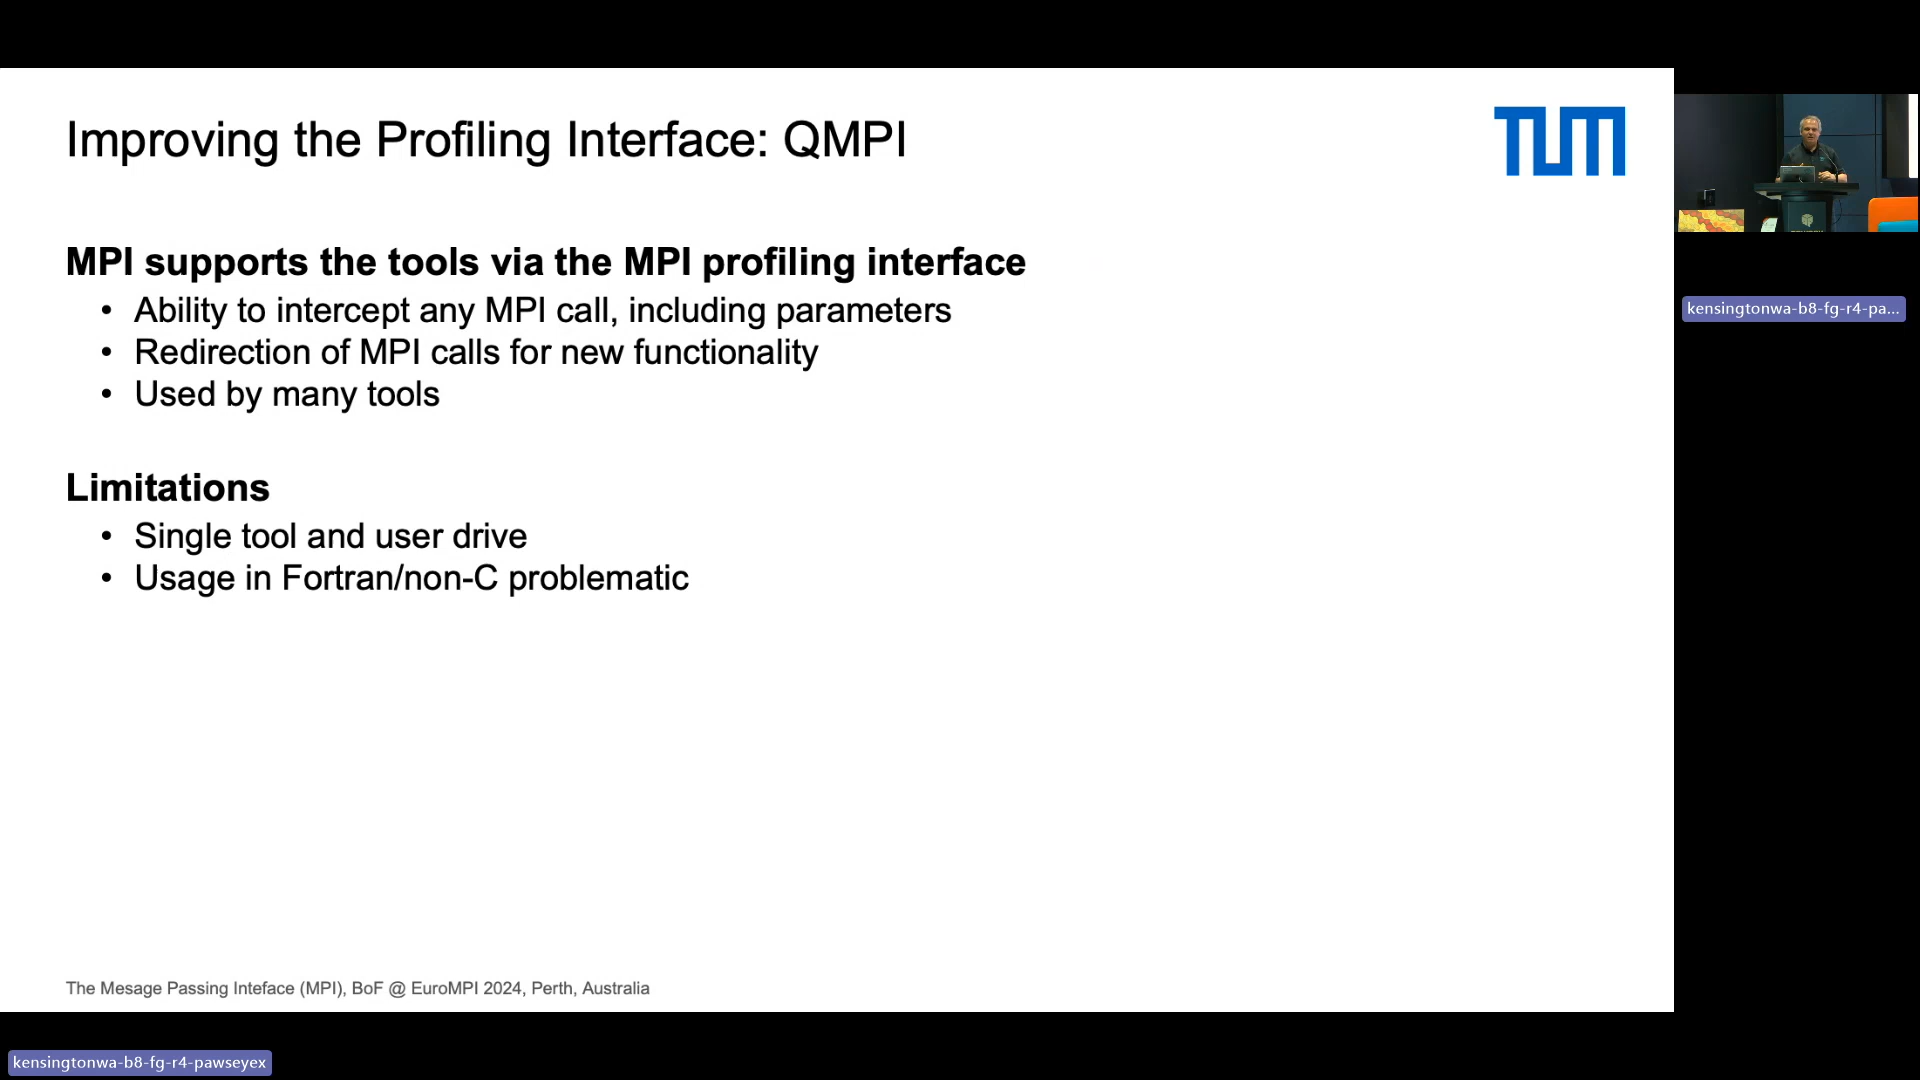 Improving the Profiling Interface: QMPI
TUM
MPI supports the tools via the MPI profiling interface
• Ability to intercept any MPI call, including parameters
• Redirection of MPI calls for new functionality
• Used by many tools
Limitations
• Single tool and user drive
• Usage in Fortran/non-C problematic
The Mesage Passing Inteface (MPI), BoF @ EuroMPI 2024, Perth, Australia
kensingtonwa-b8-fg-r4-pa...
kensingtonwa-b8-fg-r4-pawseyex